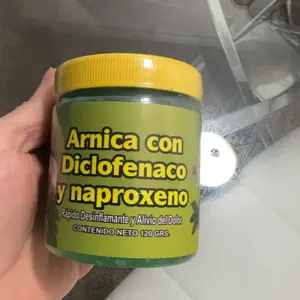 Arnica con
Diclofenaco
y naproxeno
Rápido Desinflamante y Alivio del Dolor
CONTENIDO NETO 120 GRS.